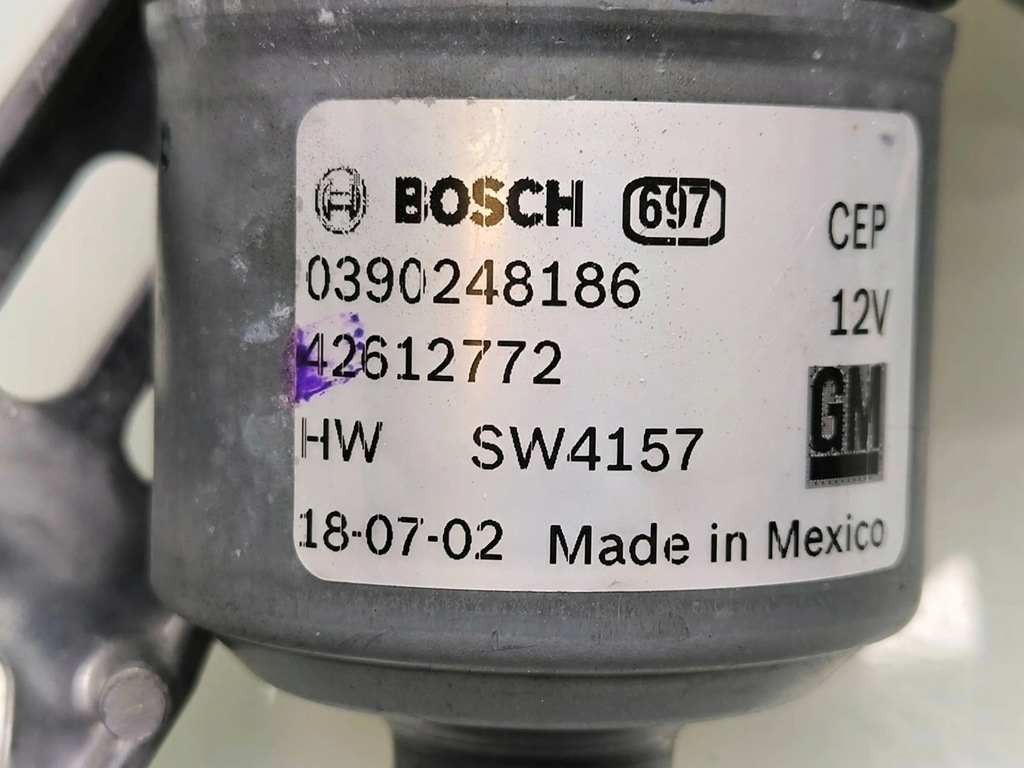 BOSCH 697 CEP
0390248186
12V
42612772
GM
HW SW4157
18-07-02 Made in Mexico